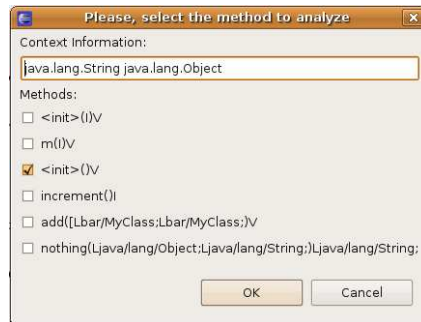 Please, select the method to analyze
Context Information:
java.lang.String java.lang.Object
Methods:
<init>(I)V
m(I)V
<init>()V
increment()I
add([Lbar/MyClass;Lbar/MyClass;)V
nothing(Ljava/lang/Object;Ljava/lang/String;)Ljava/lang/String;
OK Cancel